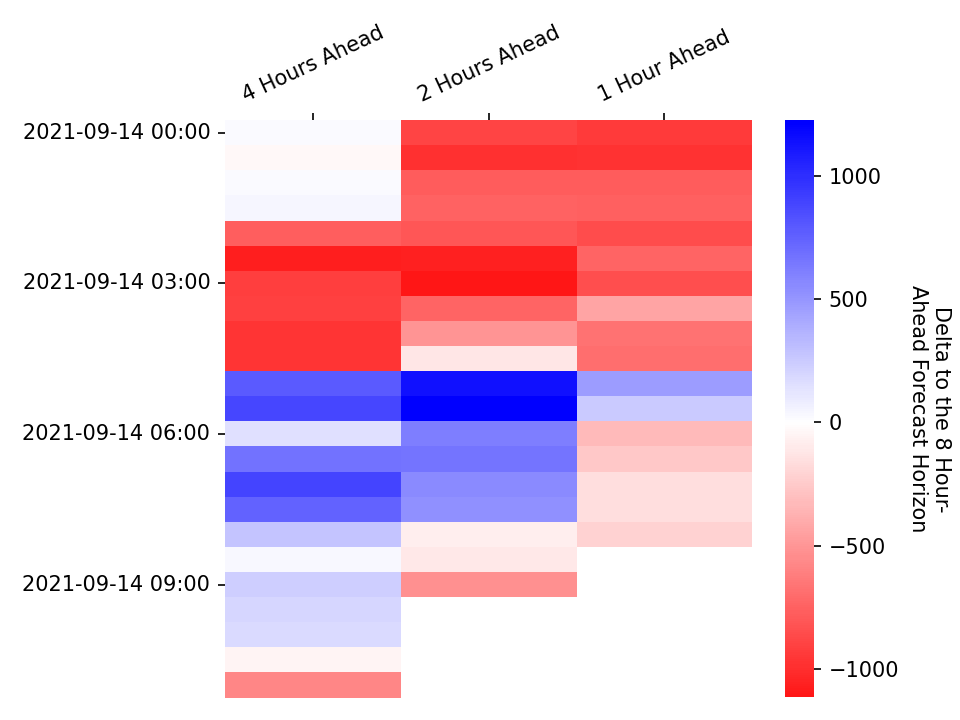 4 Hours Ahead
2 Hours Ahead
1 Hour Ahead
2021-09-14 00:00
2021-09-14 03:00
2021-09-14 06:00
2021-09-14 09:00
1000
500
0
−500
−1000
Delta to the 8 Hour-
Ahead Forecast Horizon